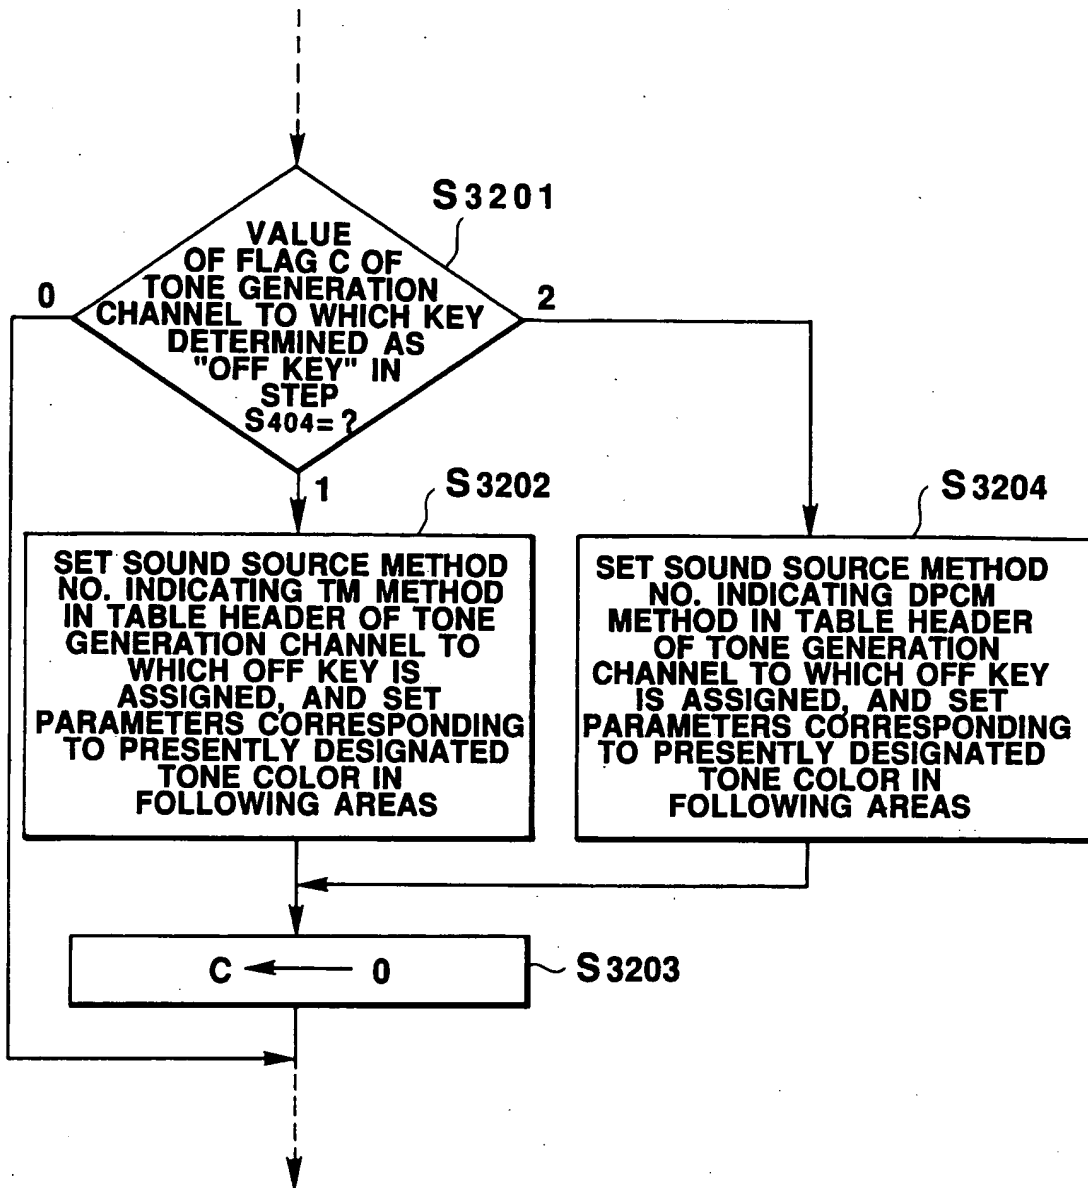 S3201
VALUE
OF FLAG C OF
TONE GENERATION
CHANNEL TO WHICH KEY
DETERMINED AS
"OFF KEY" IN
STEP
S404=?
0
2
1
S3202
SET SOUND SOURCE METHOD
NO. INDICATING TM METHOD
IN TABLE HEADER OF TONE
GENERATION CHANNEL TO
WHICH OFF KEY IS
ASSIGNED, AND SET
PARAMETERS CORRESPONDING
TO PRESENTLY DESIGNATED
TONE COLOR IN
FOLLOWING AREAS
S3204
SET SOUND SOURCE METHOD
NO. INDICATING DPCM
METHOD IN TABLE HEADER
OF TONE GENERATION
CHANNEL TO WHICH OFF KEY
IS ASSIGNED, AND SET
PARAMETERS CORRESPONDING
TO PRESENTLY DESIGNATED
TONE COLOR IN
FOLLOWING AREAS
C ← 0
S3203